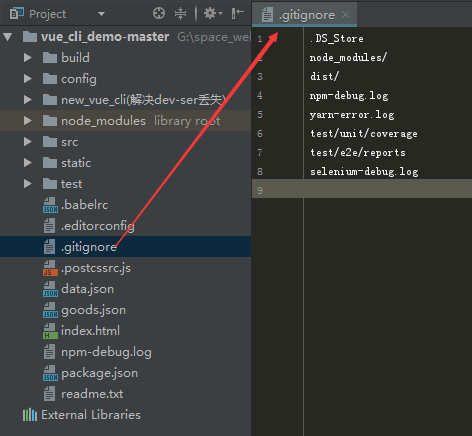 Project
vue_cli_demo-master G:\space_we
build
config
new_vue_cli(解决dev-ser丢失)
node_modules library root
src
static
test
.babelrc
.editorconfig
.gitignore
.postcssrc.js
data.json
goods.json
index.html
npm-debug.log
package.json
readme.txt
External Libraries
.gitignore
1 .DS_Store
2 node_modules/
3 dist/
4 npm-debug.log
5 yarn-error.log
6 test/unit/coverage
7 test/e2e/reports
8 selenium-debug.log
9